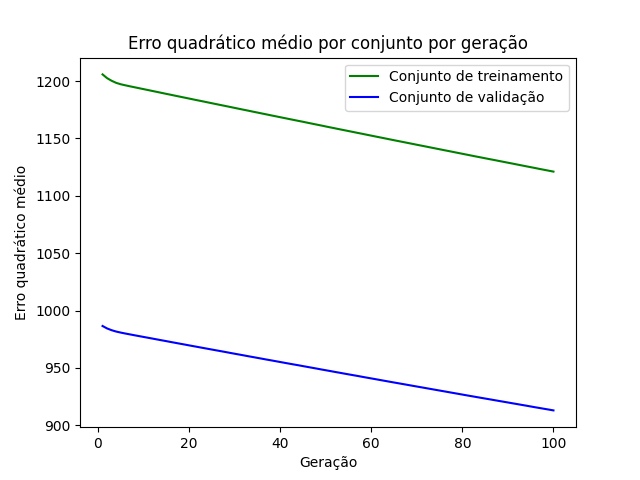 Erro quadrático médio por conjunto por geração
Conjunto de treinamento
Conjunto de validação
Erro quadrático médio
1200
1150
1100
1050
1000
950
900
0 20 40 60 80 100
Geração